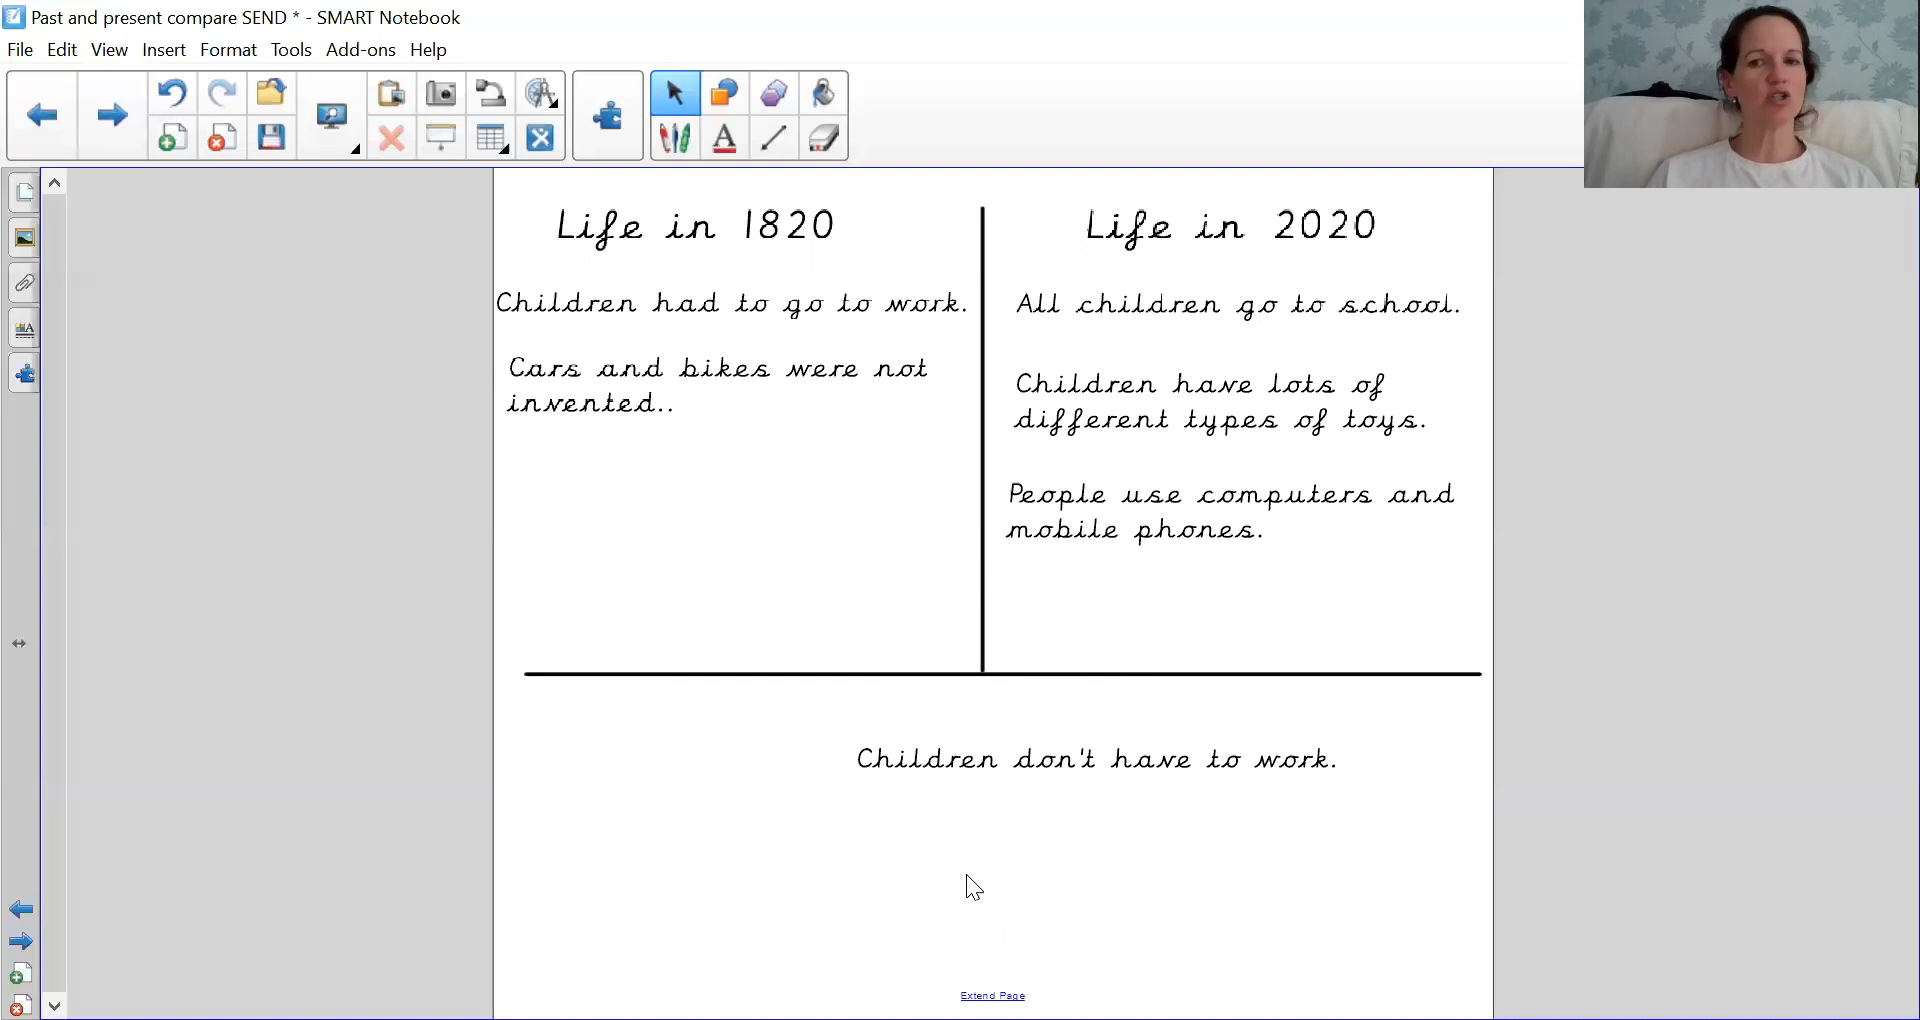 Past and present compare SEND * - SMART Notebook
File Edit View Insert Format Tools Add-ons Help
Life in 1820
Children had to go to work.
Cars and bikes were not
invented..
Life in 2020
All children go to school.
Children have lots of
different types of toys.
People use computers and
mobile phones.
Children don't have to work.
Extend Page